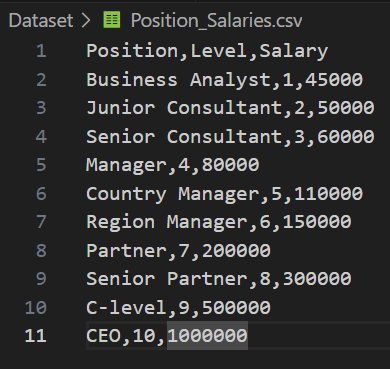 Dataset > Position_Salaries.csv
1 Position,Level,Salary
2 Business Analyst,1,45000
3 Junior Consultant,2,50000
4 Senior Consultant,3,60000
5 Manager,4,80000
6 Country Manager,5,110000
7 Region Manager,6,150000
8 Partner,7,200000
9 Senior Partner,8,300000
10 C-level,9,500000
11 CEO,10,1000000